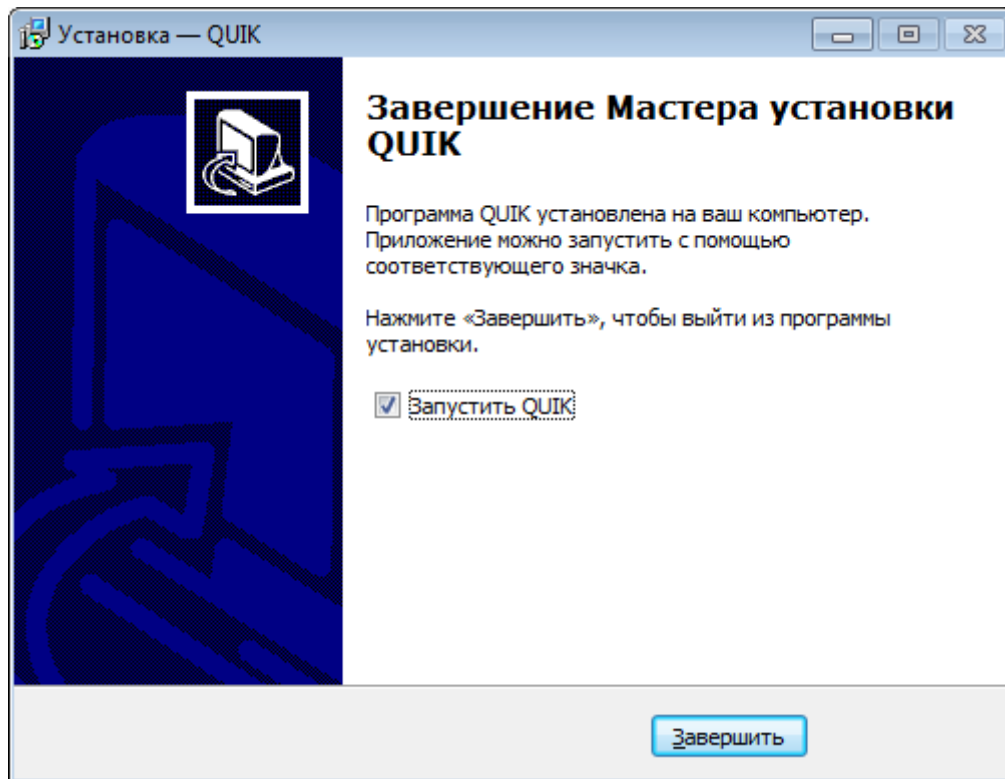 Установка — QUIK
Завершение Мастера установки
QUIK
Программа QUIK установлена на ваш компьютер.
Приложение можно запустить с помощью
соответствующего значка.
Нажмите «Завершить», чтобы выйти из программы
установки.
Запустить QUIK
Завершить